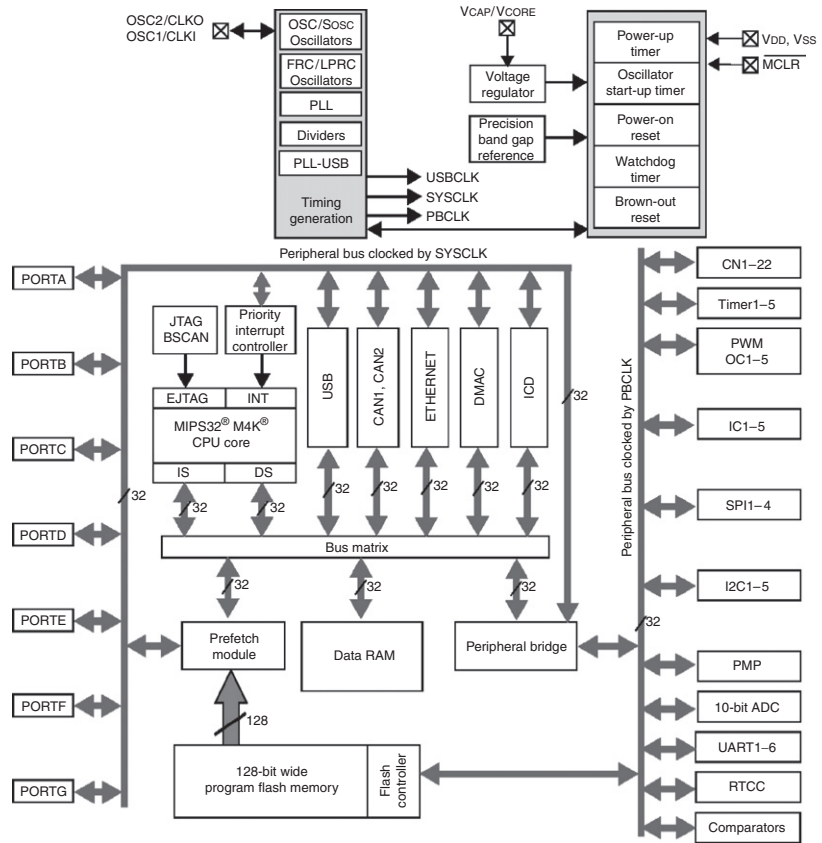 OSC2/CLKO
OSC1/CLKI
OSC/SOSC
Oscillators
FRC/LPRC
Oscillators
PLL
Dividers
PLL-USB
Timing
generation
USBCLK
SYSCLK
PBCLK
VCAP/VCORE
Voltage
regulator
Precision
band gap
reference
Power-up
timer
Oscillator
start-up timer
Power-on
reset
Watchdog
timer
Brown-out
reset
VDD, VSS
MCLR
Peripheral bus clocked by SYSCLK
PORTA
PORTB
PORTC
PORTD
PORTE
PORTF
PORTG
32
JTAG
BSCAN
Priority
interrupt
controller
EJTAG
INT
MIPS32® M4K®
CPU core
IS
DS
USB
CAN1, CAN2
ETHERNET
DMAC
ICD
32
32
32
32
32
32
32
32
Bus matrix
32
32
32
Prefetch
module
Data RAM
Peripheral bridge
128
128-bit wide
program flash memory
Flash
controller
Peripheral bus clocked by PBCLK
32
CN1–22
Timer1–5
PWM
OC1–5
IC1–5
SPI1–4
I2C1–5
PMP
10-bit ADC
UART1–6
RTCC
Comparators